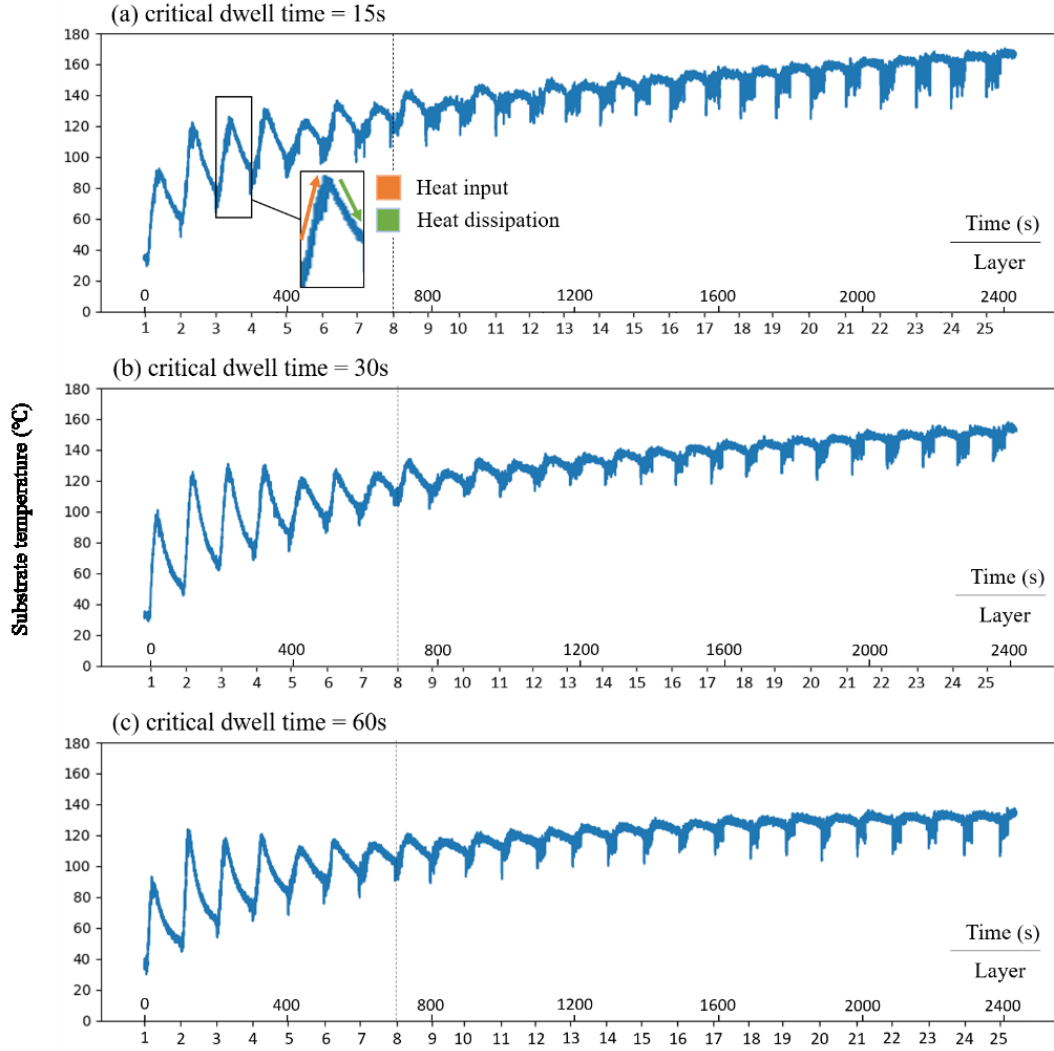 (a) critical dwell time = 15s
180
160
140
120
100
80
60
40
20
0
Heat input
Heat dissipation
Time (s)
Layer
0 400 800 1200 1600 2000 2400
1 2 3 4 5 6 7 8 9 10 11 12 13 14 15 16 17 18 19 20 21 22 23 24 25
(b) critical dwell time = 30s
Substrate temperature (℃)
180
160
140
120
100
80
60
40
20
0
Time (s)
Layer
0 400 800 1200 1600 2000 2400
1 2 3 4 5 6 7 8 9 10 11 12 13 14 15 16 17 18 19 20 21 22 23 24 25
(c) critical dwell time = 60s
180
160
140
120
100
80
60
40
20
0
Time (s)
Layer
0 400 800 1200 1600 2000 2400
1 2 3 4 5 6 7 8 9 10 11 12 13 14 15 16 17 18 19 20 21 22 23 24 25